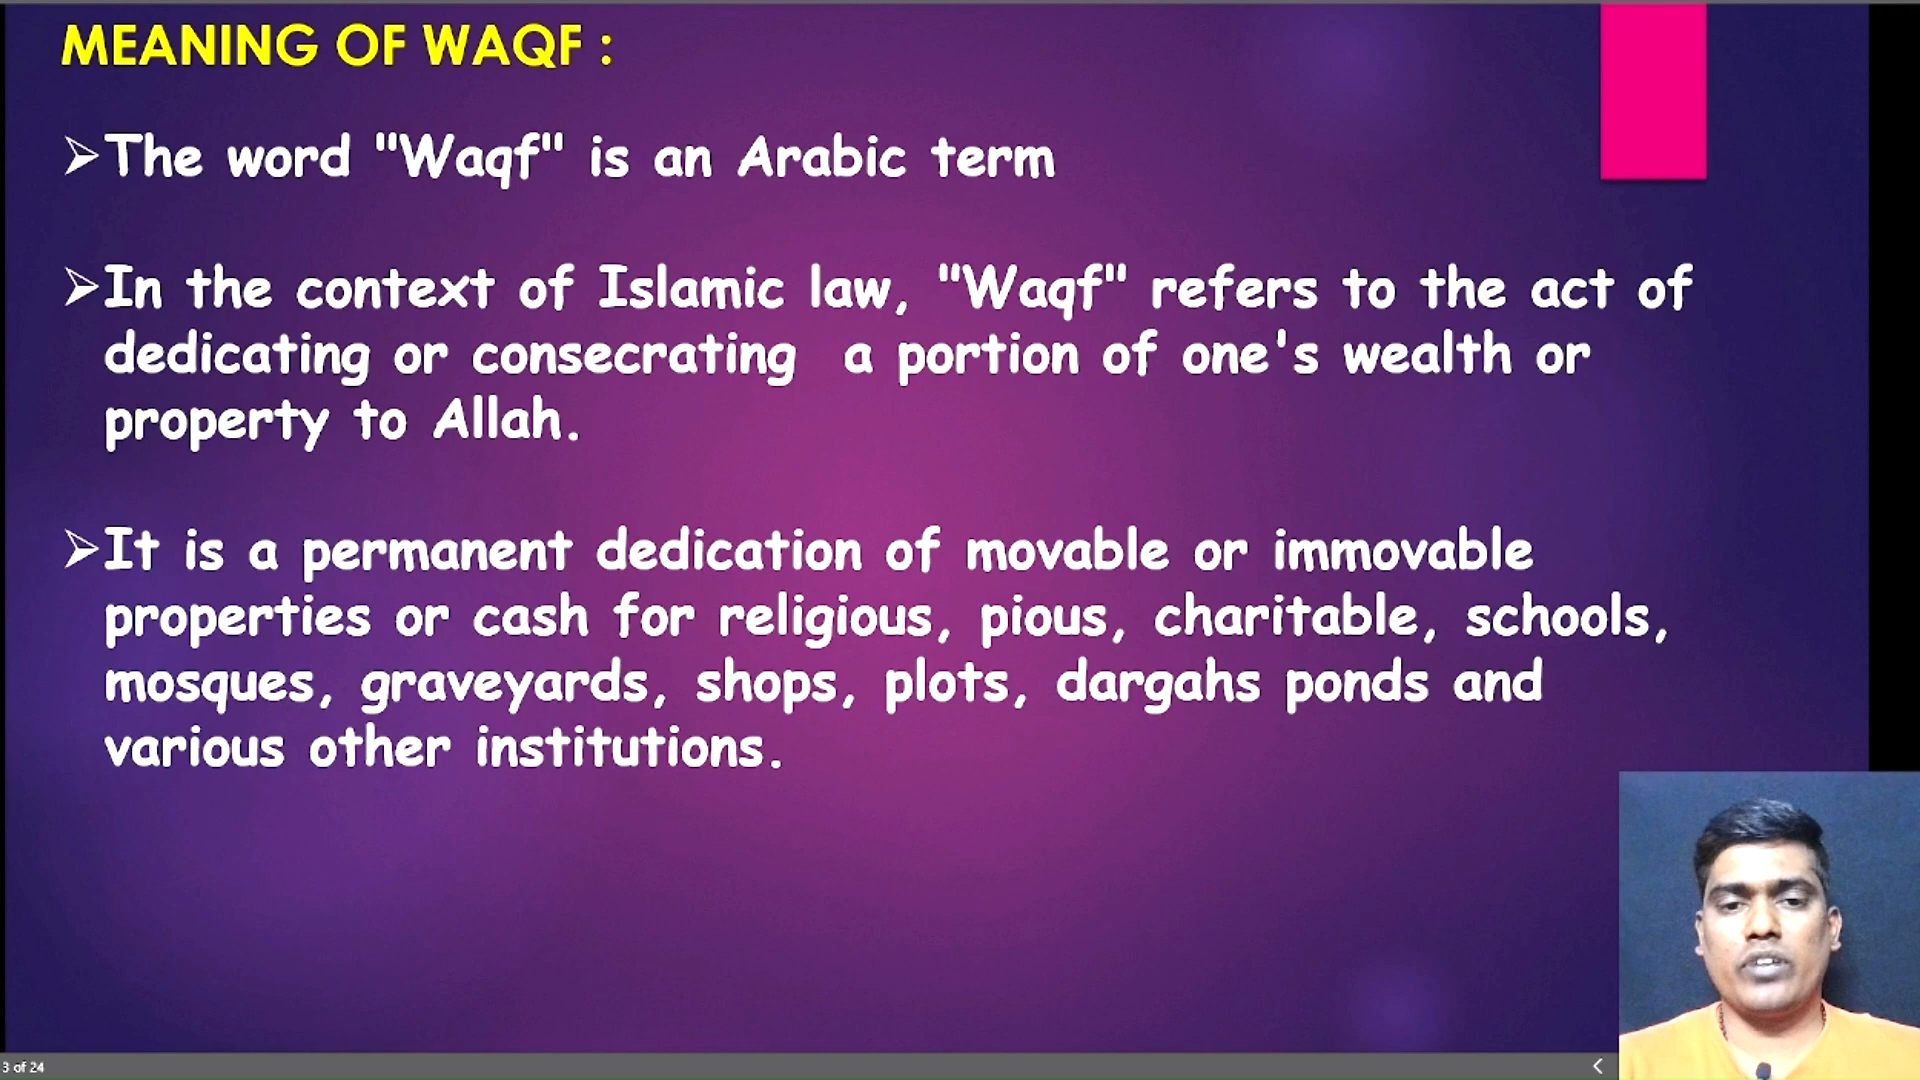 MEANING OF WAQF :
➢The word "Waqf" is an Arabic term
➢In the context of Islamic law, "Waqf" refers to the act of
dedicating or consecrating  a portion of one's wealth or
property to Allah.
➢It is a permanent dedication of movable or immovable
properties or cash for religious, pious, charitable, schools,
mosques, graveyards, shops, plots, dargahs ponds and
various other institutions.
3 of 24